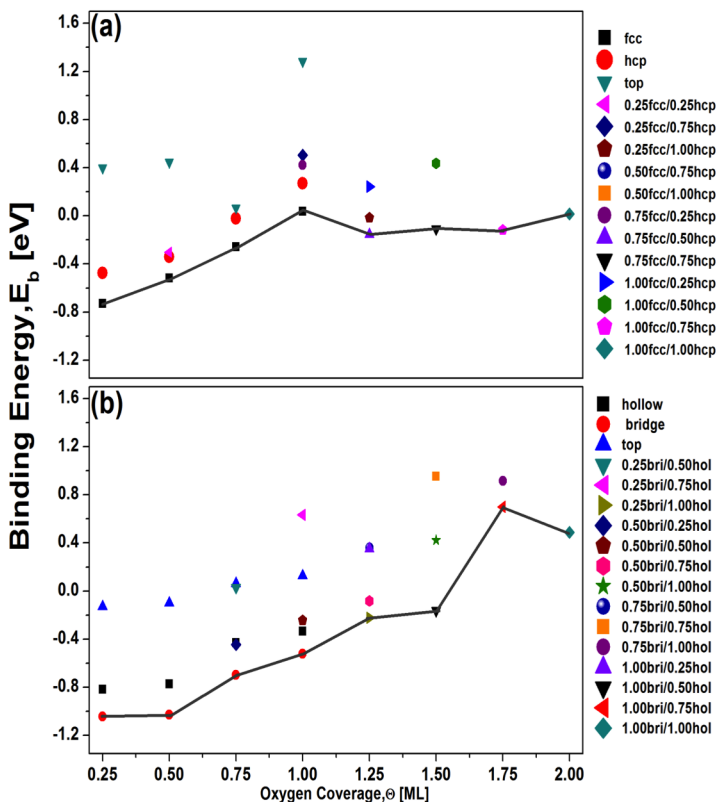 (a)
1.6
1.2
0.8
0.4
0.0
-0.4
-0.8
-1.2
fcc
hcp
top
0.25fcc/0.25hcp
0.25fcc/0.75hcp
0.25fcc/1.00hcp
0.50fcc/0.75hcp
0.50fcc/1.00hcp
0.75fcc/0.25hcp
0.75fcc/0.50hcp
0.75fcc/0.75hcp
1.00fcc/0.25hcp
1.00fcc/0.50hcp
1.00fcc/0.75hcp
1.00fcc/1.00hcp
Binding Energy,E_b [eV]
(b)
1.6
1.2
0.8
0.4
0.0
-0.4
-0.8
-1.2
hollow
bridge
top
0.25bri/0.50hol
0.25bri/0.75hol
0.25bri/1.00hol
0.50bri/0.25hol
0.50bri/0.50hol
0.50bri/0.75hol
0.50bri/1.00hol
0.75bri/0.50hol
0.75bri/0.75hol
0.75bri/1.00hol
1.00bri/0.25hol
1.00bri/0.50hol
1.00bri/0.75hol
1.00bri/1.00hol
0.25 0.50 0.75 1.00 1.25 1.50 1.75 2.00
Oxygen Coverage,Θ [ML]